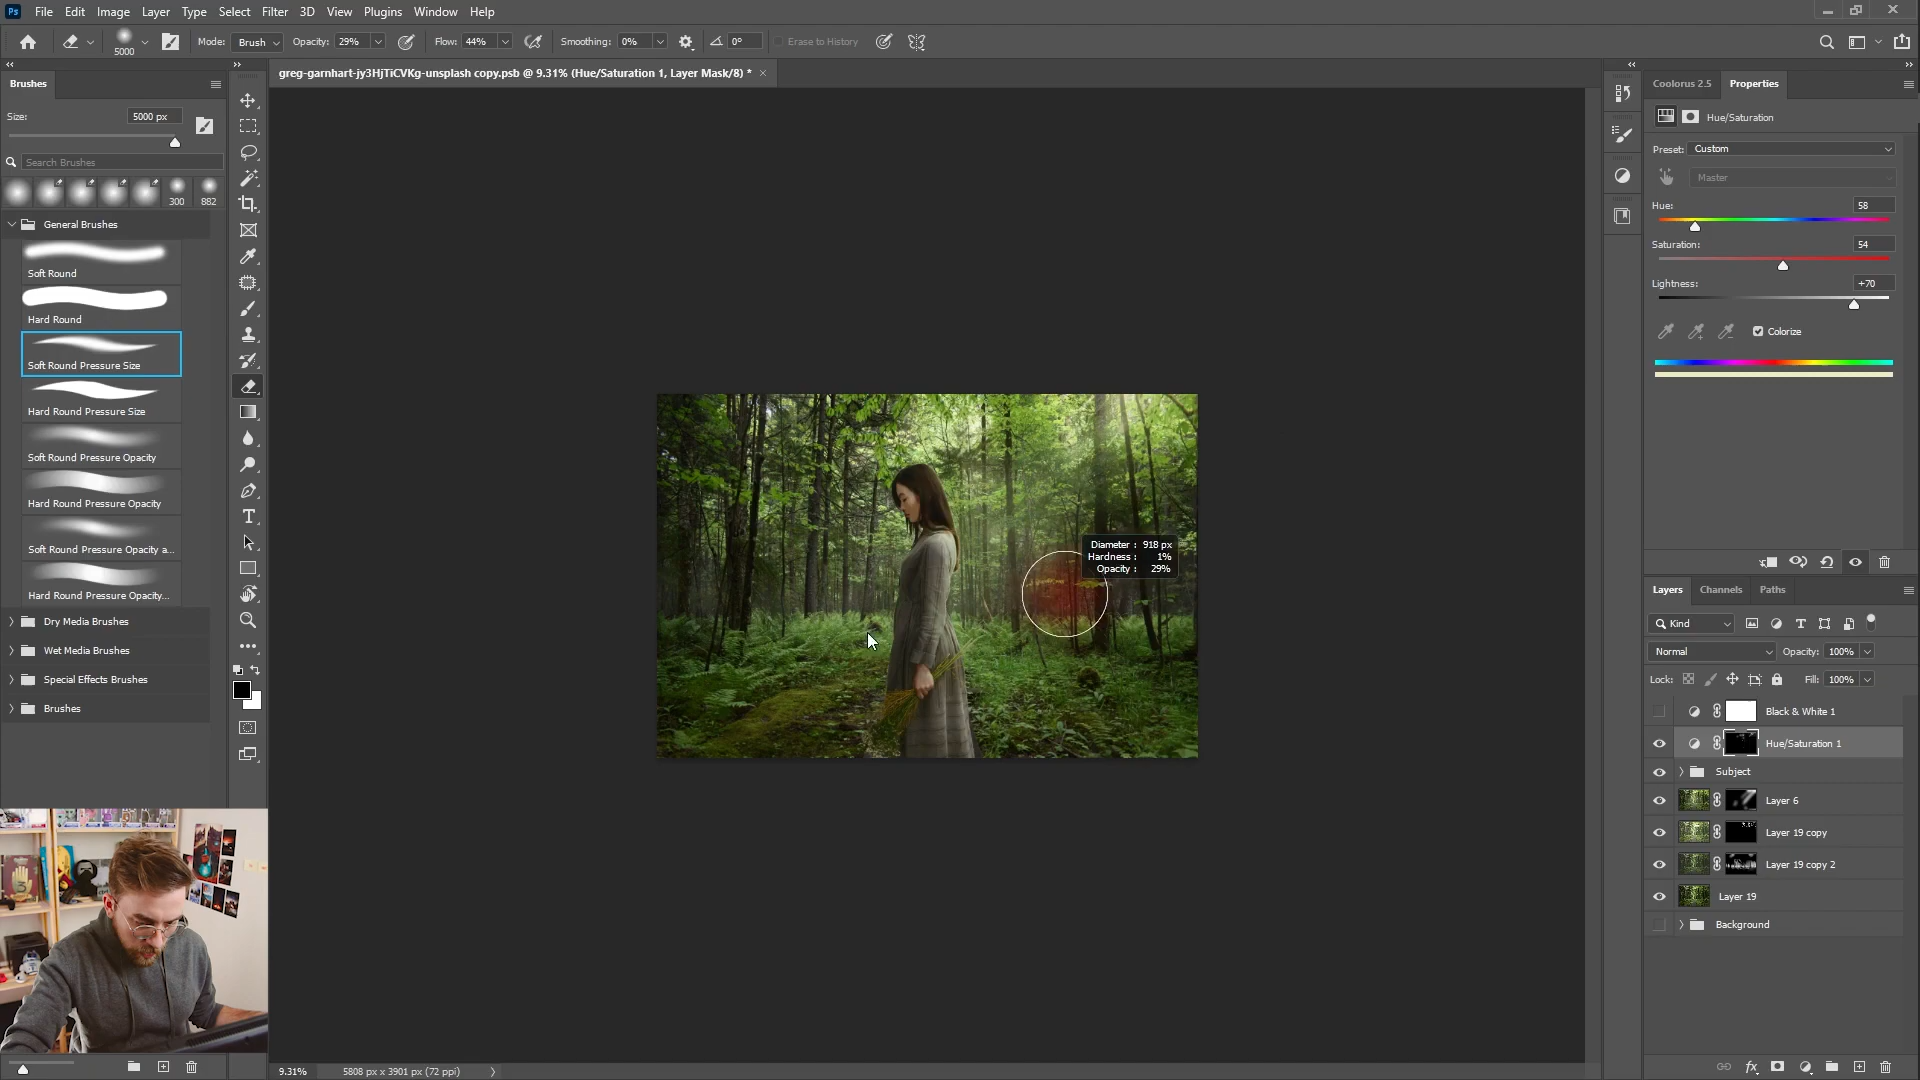 Ps File Edit Image Layer Type Select Filter 3D View Plugins Window Help
5000 Mode: Brush Opacity: 29% Flow: 44% Smoothing: 0% 0° Erase to History
greg-garnhart-jy3HjTiCVKg-unsplash copy.psb @ 9.31% (Hue/Saturation 1, Layer Mask/8) *
Brushes
Size: 5000 px
Search Brushes
300 882
General Brushes
Soft Round
Hard Round
Soft Round Pressure Size
Hard Round Pressure Size
Soft Round Pressure Opacity
Hard Round Pressure Opacity
Soft Round Pressure Opacity a...
Hard Round Pressure Opacity...
Dry Media Brushes
Wet Media Brushes
Special Effects Brushes
Brushes
Diameter : 918 px
Hardness : 1%
Opacity : 29%
9.31% 5808 px x 3901 px (72 ppi)
Coolorus 2.5 Properties
Hue/Saturation
Preset: Custom
Master
Hue: 58
Saturation: 54
Lightness: +70
Colorize
Layers Channels Paths
Kind
Normal Opacity: 100%
Lock: Fill: 100%
Black & White 1
Hue/Saturation 1
Subject
Layer 6
Layer 19 copy
Layer 19 copy 2
Layer 19
Background
fx